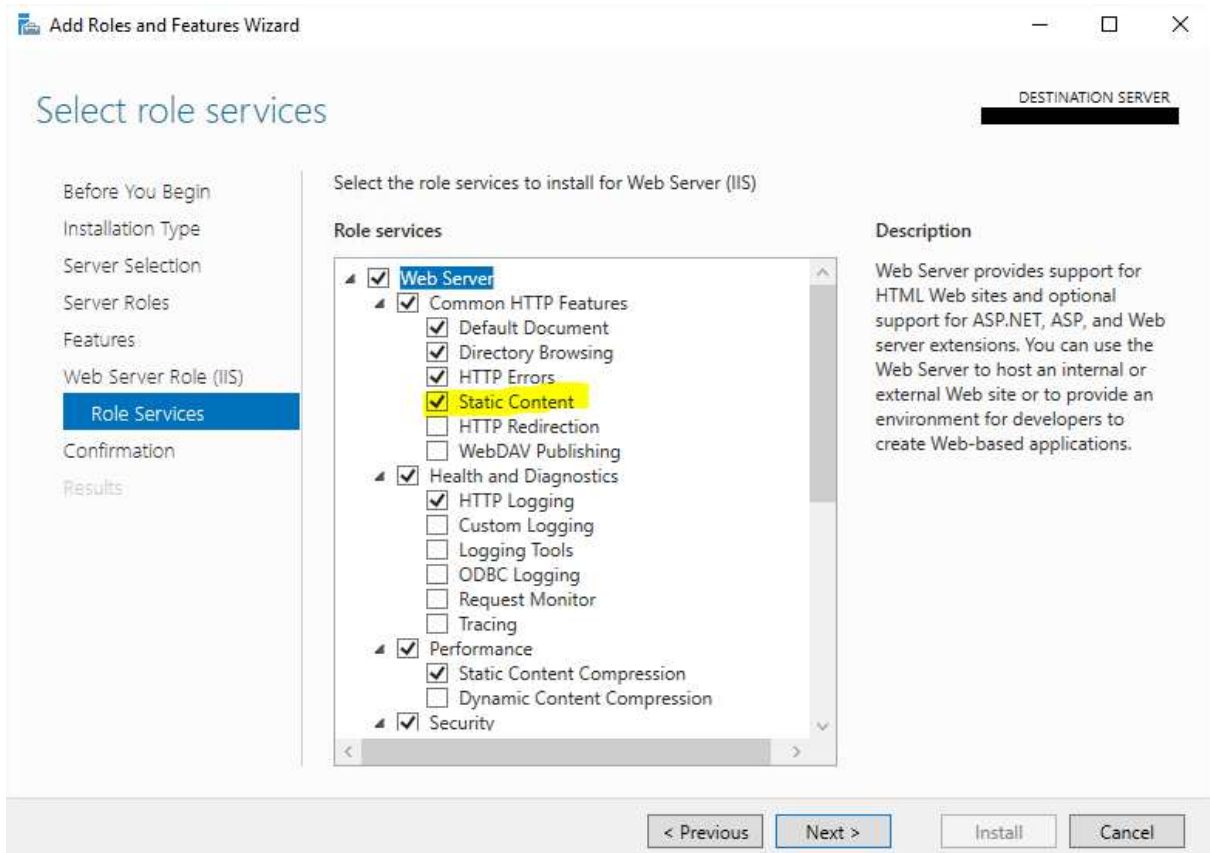 Add Roles and Features Wizard
Select role services
DESTINATION SERVER
Before You Begin
Installation Type
Server Selection
Server Roles
Features
Web Server Role (IIS)
Role Services
Confirmation
Results
Select the role services to install for Web Server (IIS)
Role services
Web Server
Common HTTP Features
Default Document
Directory Browsing
HTTP Errors
Static Content
HTTP Redirection
WebDAV Publishing
Health and Diagnostics
HTTP Logging
Custom Logging
Logging Tools
ODBC Logging
Request Monitor
Tracing
Performance
Static Content Compression
Dynamic Content Compression
Security
Description
Web Server provides support for
HTML Web sites and optional
support for ASP.NET, ASP, and Web
server extensions. You can use the
Web Server to host an internal or
external Web site or to provide an
environment for developers to
create Web-based applications.
< Previous
Next >
Install
Cancel